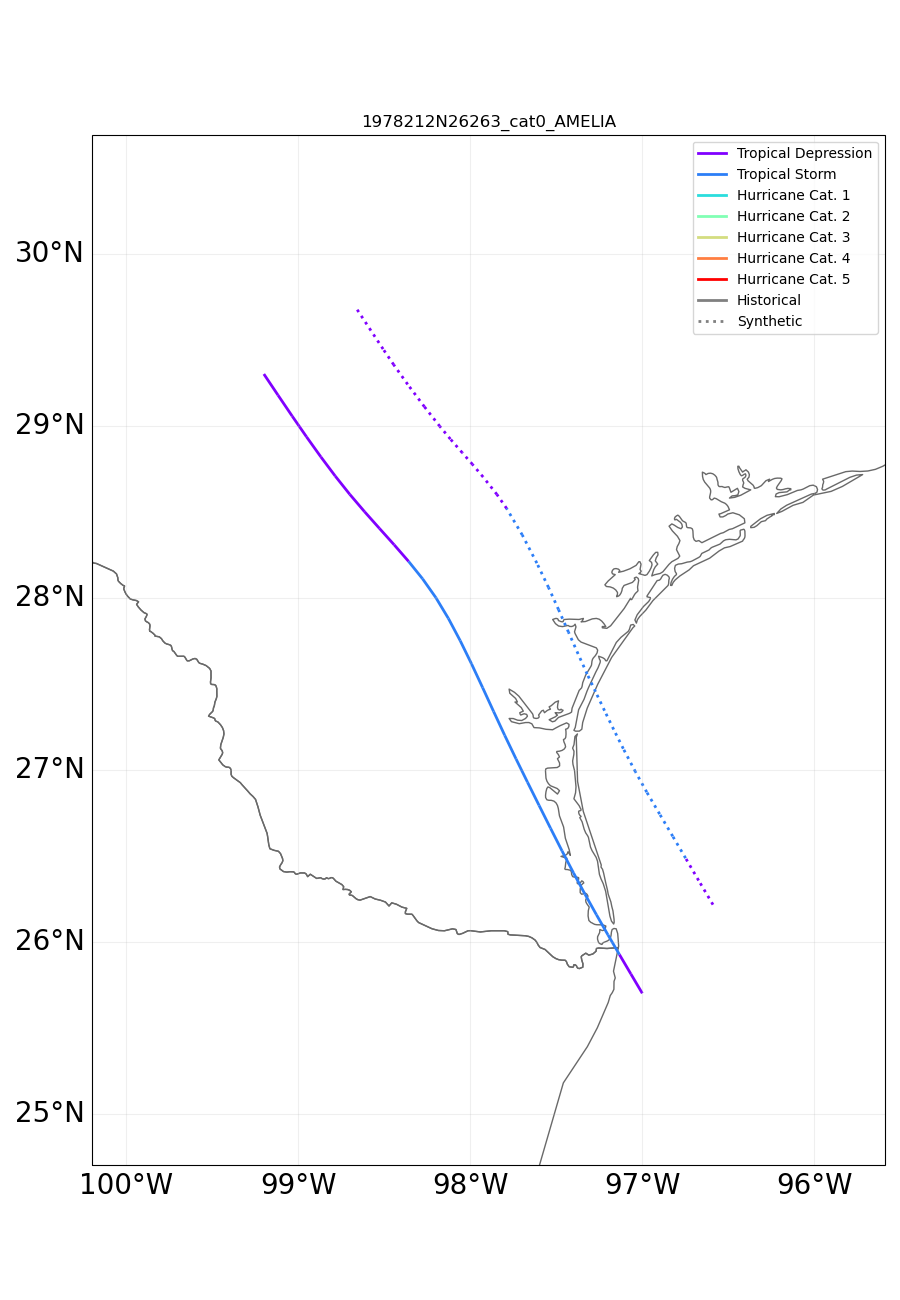 1978212N26263_cat0_AMELIA
Tropical Depression
Tropical Storm
Hurricane Cat. 1
Hurricane Cat. 2
Hurricane Cat. 3
Hurricane Cat. 4
Hurricane Cat. 5
Historical
Synthetic
30°N
29°N
28°N
27°N
26°N
25°N
100°W 99°W 98°W 97°W 96°W